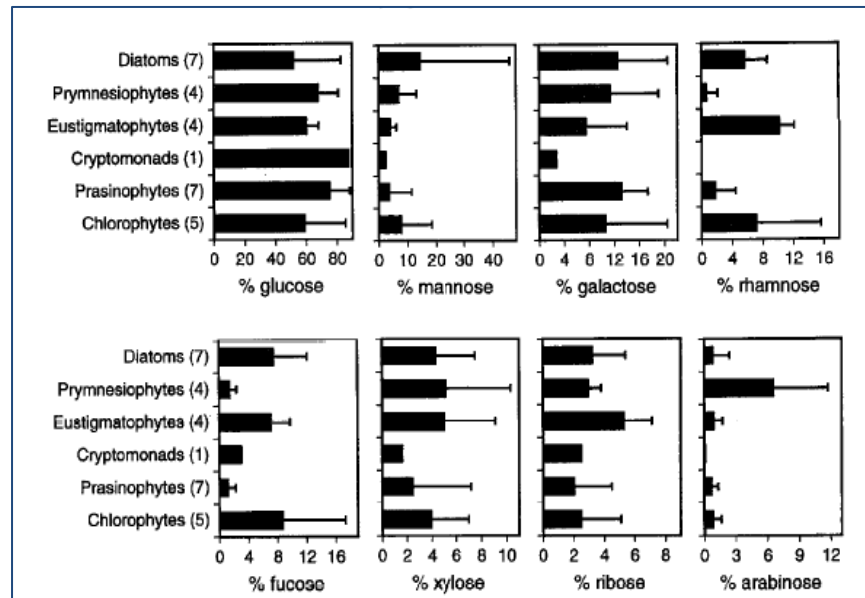 Diatoms (7)
Prymnesiophytes (4)
Eustigmatophytes (4)
Cryptomonads (1)
Prasinophytes (7)
Chlorophytes (5)
0 20 40 60 80
% glucose
0 10 20 30 40
% mannose
0 4 8 12 16 20
% galactose
0 4 8 12 16
% rhamnose
Diatoms (7)
Prymnesiophytes (4)
Eustigmatophytes (4)
Cryptomonads (1)
Prasinophytes (7)
Chlorophytes (5)
0 4 8 12 16
% fucose
0 2 4 6 8 10
% xylose
0 2 4 6 8
% ribose
0 3 6 9 12
% arabinose